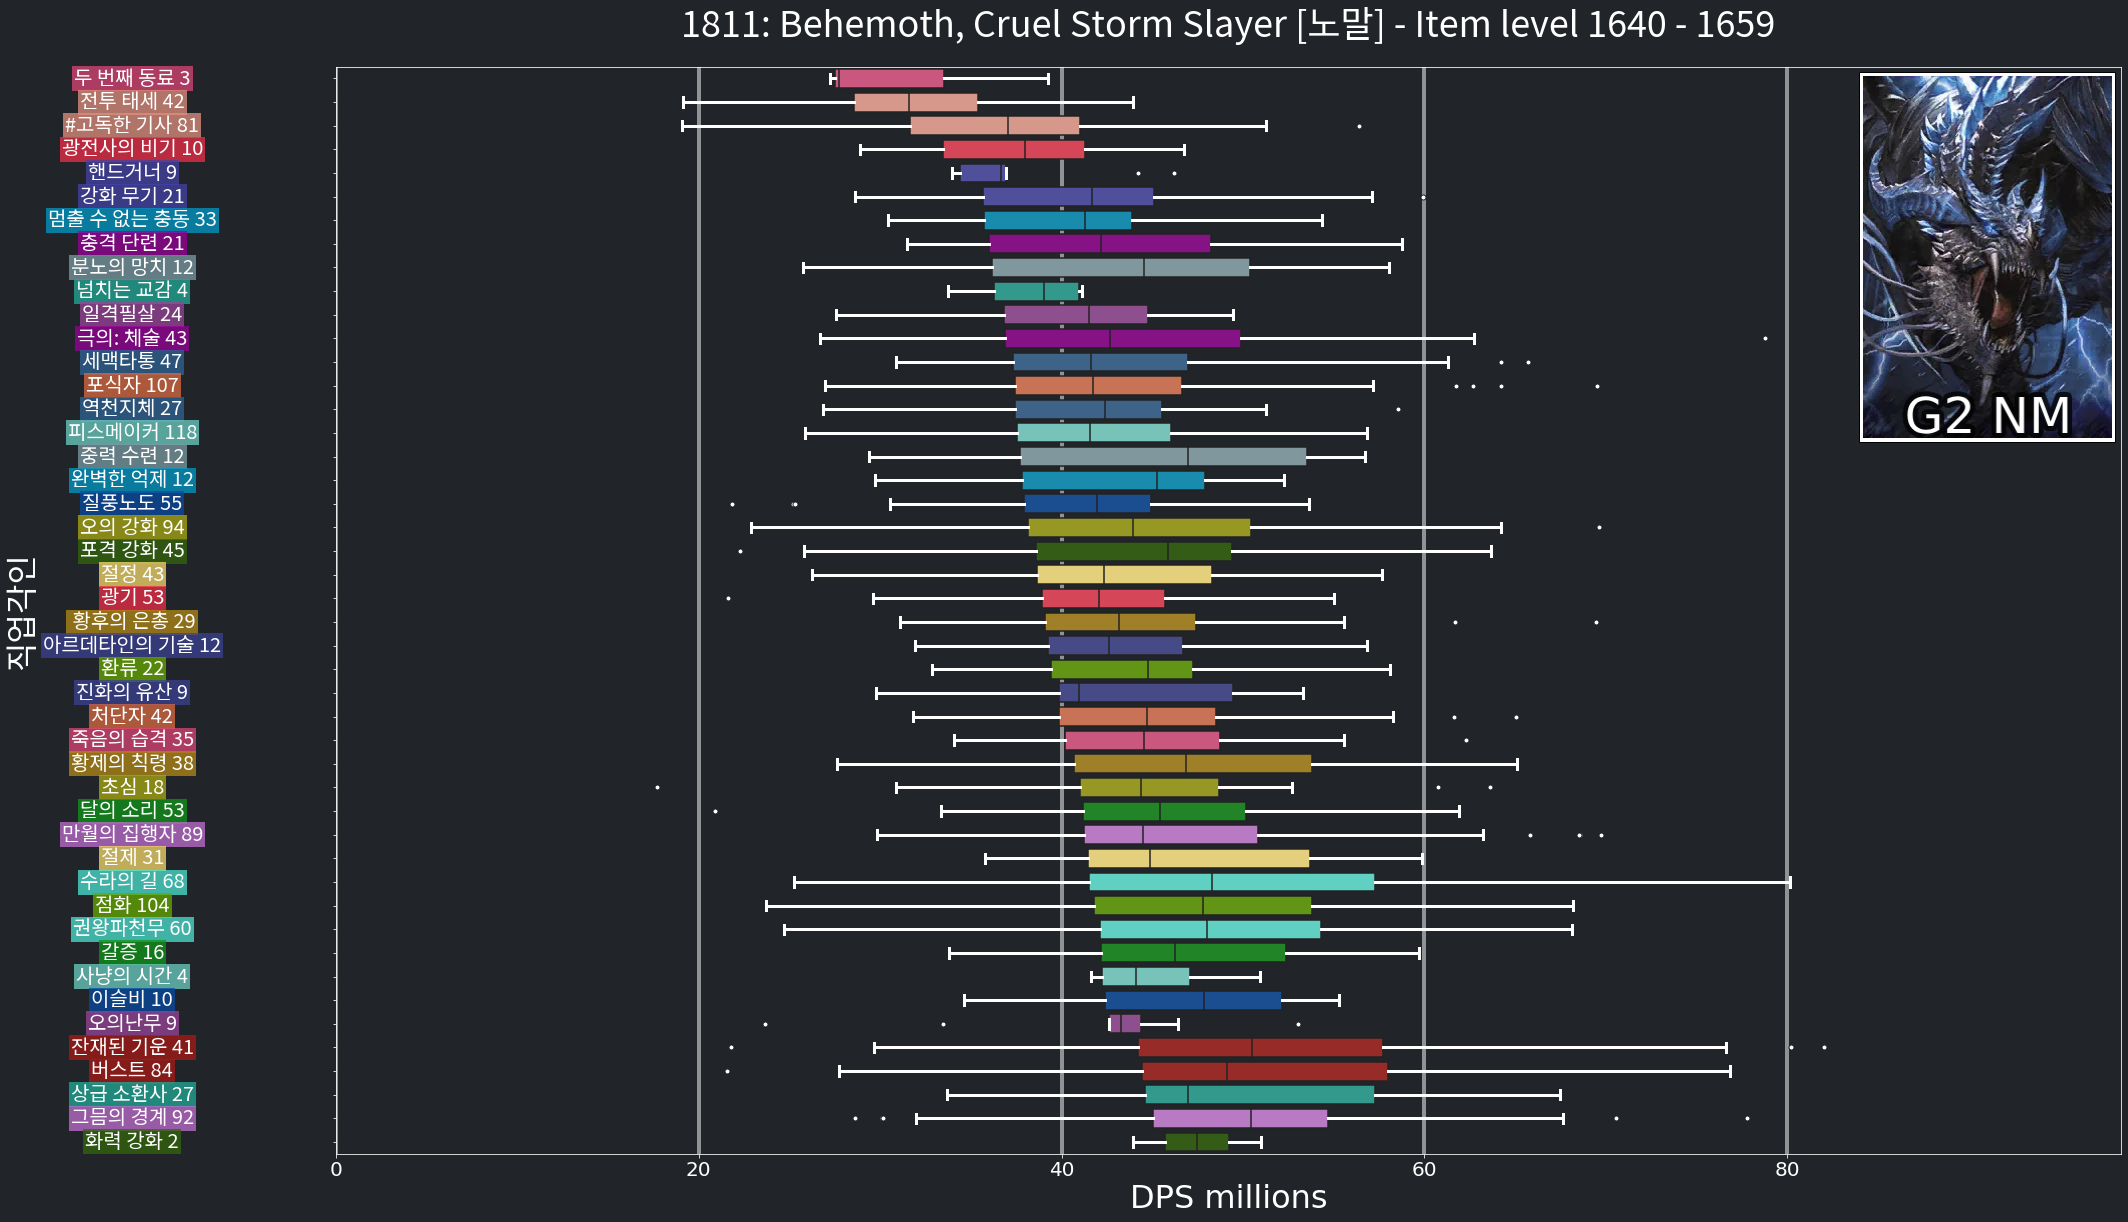 1811: Behemoth, Cruel Storm Slayer [노말] - Item level 1640 - 1659
두 번째 동료 3
전투 태세 42
#고독한 기사 81
광전사의 비기 10
핸드거너 9
강화 무기 21
멈출 수 없는 충동 33
충격 단련 21
분노의 망치 12
넘치는 교감 4
일격필살 24
극의: 체술 43
세맥타통 47
포식자 107
역천지체 27
피스메이커 118
중력 수련 12
완벽한 억제 12
질풍노도 55
오의 강화 94
포격 강화 45
절정 43
광기 53
황후의 은총 29
아르데타인의 기술 12
환류 22
진화의 유산 9
처단자 42
죽음의 습격 35
황제의 칙령 38
초심 18
달의 소리 53
만월의 집행자 89
절제 31
수라의 길 68
점화 104
권왕파천무 60
갈증 16
사냥의 시간 4
이슬비 10
오의난무 9
잔재된 기운 41
버스트 84
상급 소환사 27
그믐의 경계 92
화력 강화 2
직업각인
G2 NM
0 20 40 60 80
DPS millions